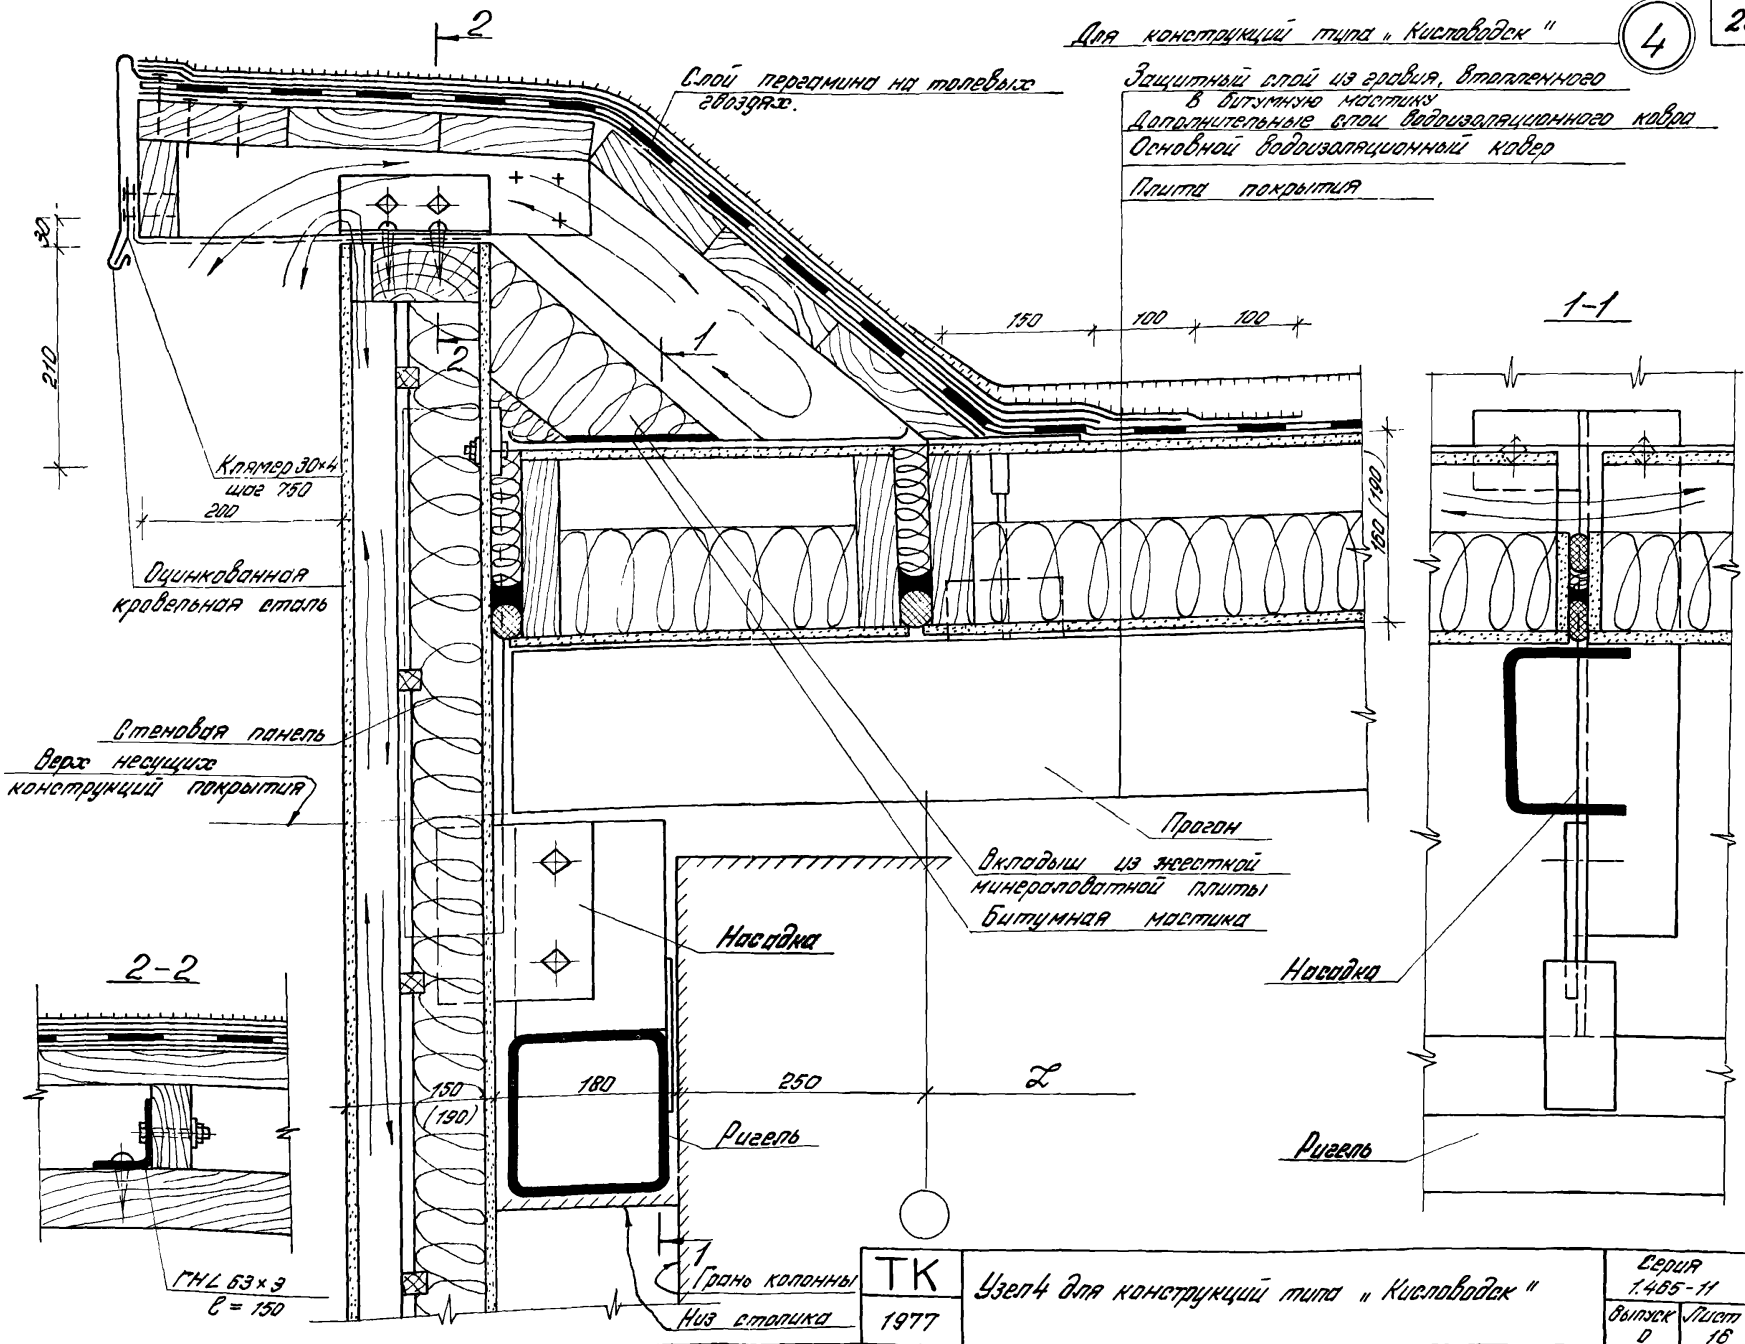 2
Для конструкций типа „Кисловодск"
4
Слой пергамина на толевых
гвоздях.
Защитный слой из гравия, втопленного
в битумную мастику
Дополнительные слои водоизоляционного ковра
Основной водоизоляционный ковер
Плита покрытия
30
210
1-1
150
100
100
1
2
Клямер 30×4
шаг 750
200
160 (190)
Оцинкованная
кровельная сталь
Стеновая панель
Верх несущих
конструкций покрытия
Прогон
Вкладыш из жесткой
минераловатной плиты
Битумная мастика
Насадка
Насадка
2-2
150
(190)
180
250
Ригель
Ригель
ГНL 63×3
ℓ = 150
1
Грань колонны
Низ столика
ТК
1977
Узел 4 для конструкций типа „Кисловодск"
Серия
1.465-11
Выпуск
0
Лист
16